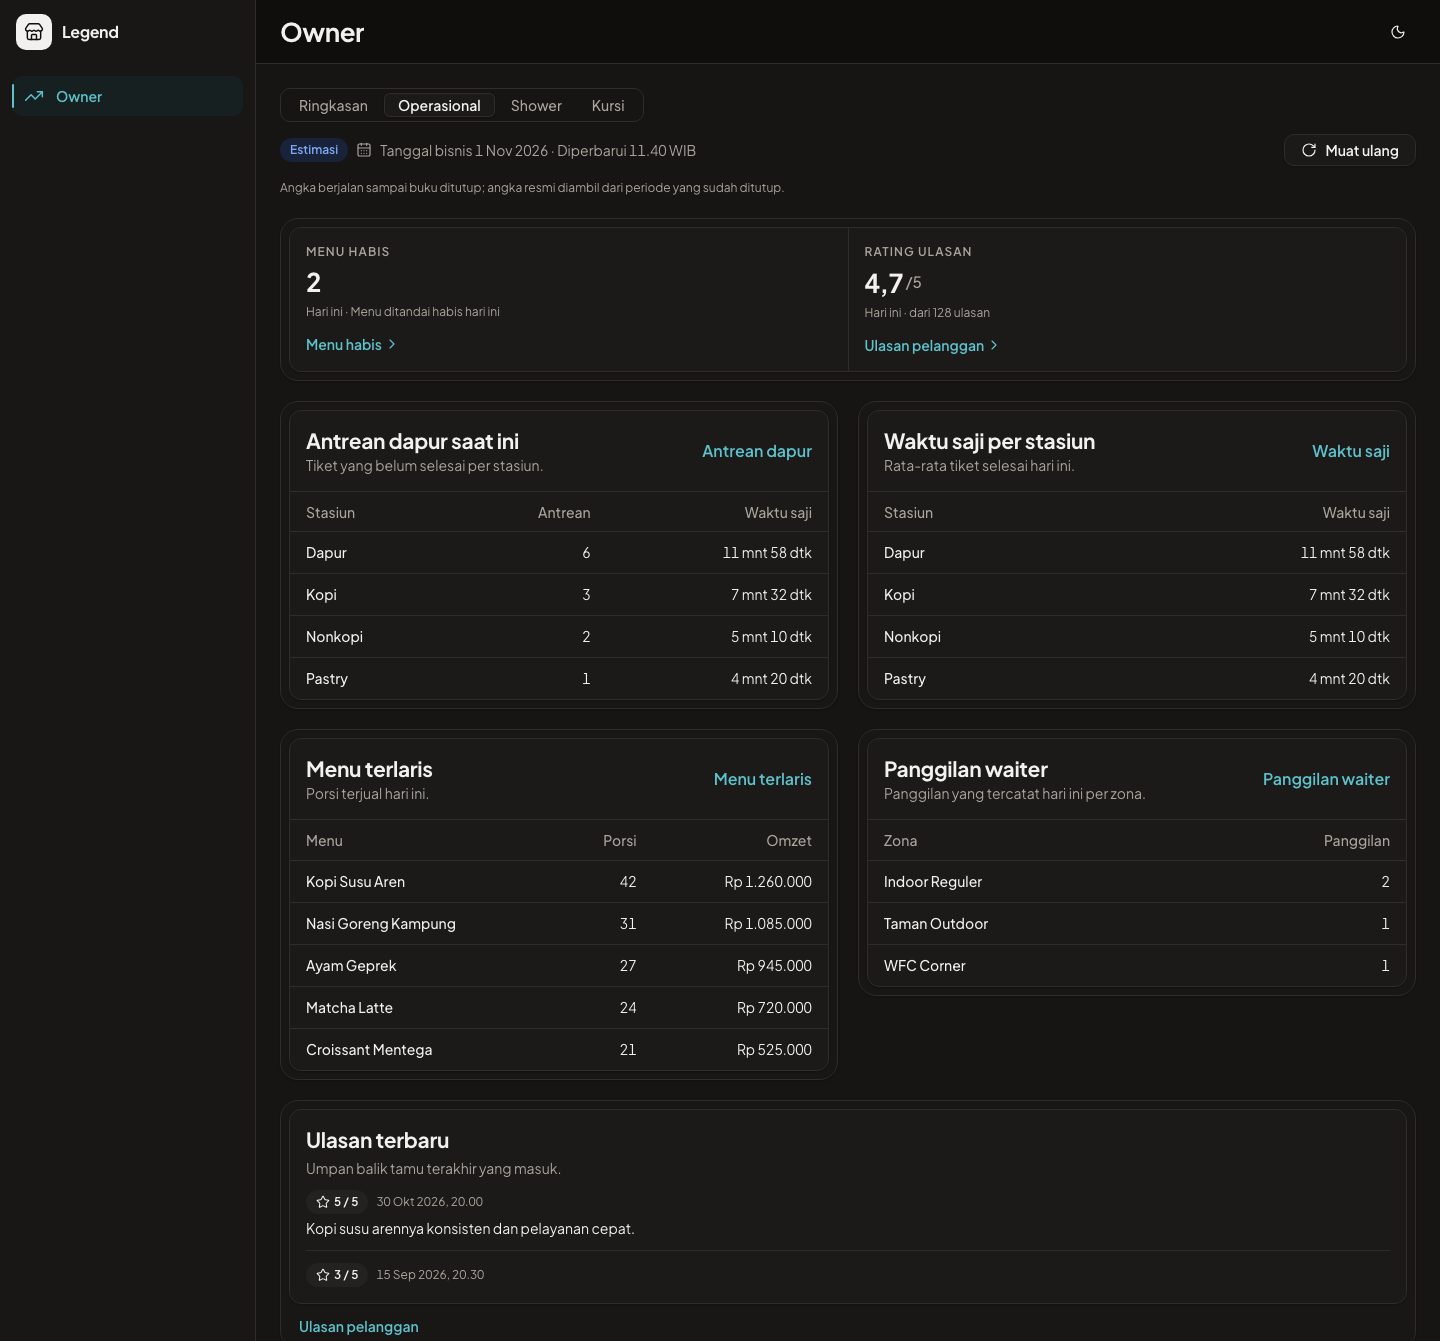 Legend
Owner
Owner
Ringkasan
Operasional
Shower
Kursi
Estimasi
Tanggal bisnis 1 Nov 2026 · Diperbarui 11.40 WIB
Muat ulang
Angka berjalan sampai buku ditutup; angka resmi diambil dari periode yang sudah ditutup.
MENU HABIS
2
Hari ini · Menu ditandai habis hari ini
Menu habis
RATING ULASAN
4,7 /5
Hari ini · dari 128 ulasan
Ulasan pelanggan
Antrean dapur saat ini
Tiket yang belum selesai per stasiun.
Antrean dapur
Stasiun Antrean Waktu saji
Dapur 6 11 mnt 58 dtk
Kopi 3 7 mnt 32 dtk
Nonkopi 2 5 mnt 10 dtk
Pastry 1 4 mnt 20 dtk
Waktu saji per stasiun
Rata-rata tiket selesai hari ini.
Waktu saji
Stasiun Waktu saji
Dapur 11 mnt 58 dtk
Kopi 7 mnt 32 dtk
Nonkopi 5 mnt 10 dtk
Pastry 4 mnt 20 dtk
Menu terlaris
Porsi terjual hari ini.
Menu terlaris
Menu Porsi Omzet
Kopi Susu Aren 42 Rp 1.260.000
Nasi Goreng Kampung 31 Rp 1.085.000
Ayam Geprek 27 Rp 945.000
Matcha Latte 24 Rp 720.000
Croissant Mentega 21 Rp 525.000
Panggilan waiter
Panggilan yang tercatat hari ini per zona.
Panggilan waiter
Zona Panggilan
Indoor Reguler 2
Taman Outdoor 1
WFC Corner 1
Ulasan terbaru
Umpan balik tamu terakhir yang masuk.
5 / 5 30 Okt 2026, 20.00
Kopi susu arennya konsisten dan pelayanan cepat.
3 / 5 15 Sep 2026, 20.30
Ulasan pelanggan